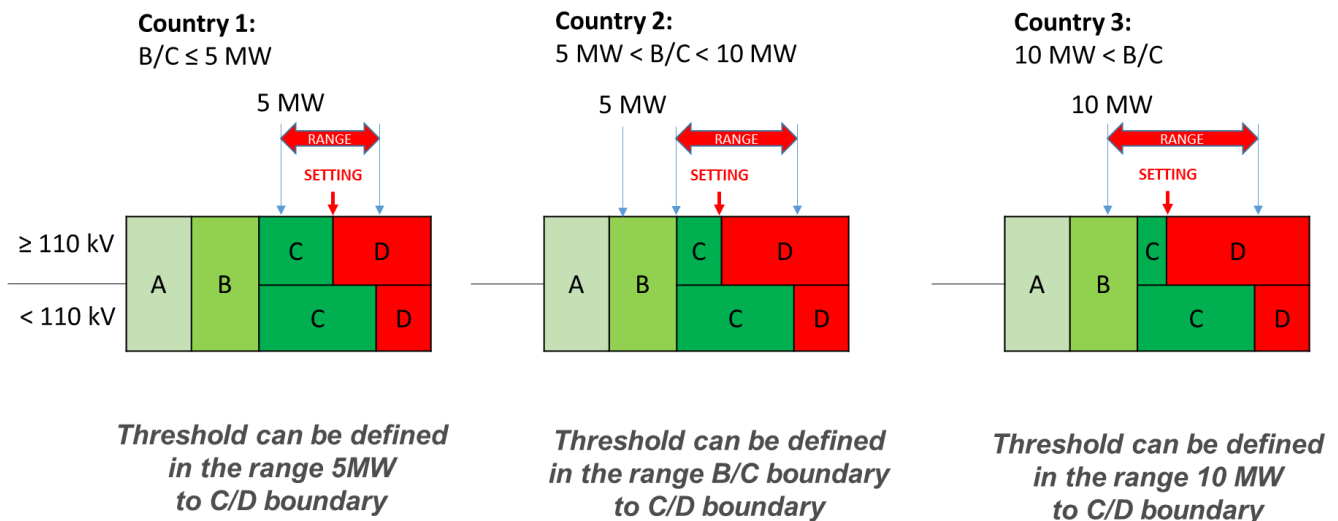 Country 1:
B/C ≤ 5 MW
5 MW
RANGE
SETTING
≥ 110 kV
< 110 kV
A
B
C
D
C
D
Threshold can be defined
in the range 5MW
to C/D boundary
Country 2:
5 MW < B/C < 10 MW
5 MW
RANGE
SETTING
A
B
C
D
C
D
Threshold can be defined
in the range B/C boundary
to C/D boundary
Country 3:
10 MW < B/C
10 MW
RANGE
SETTING
A
B
C
D
C
D
Threshold can be defined
in the range 10 MW
to C/D boundary